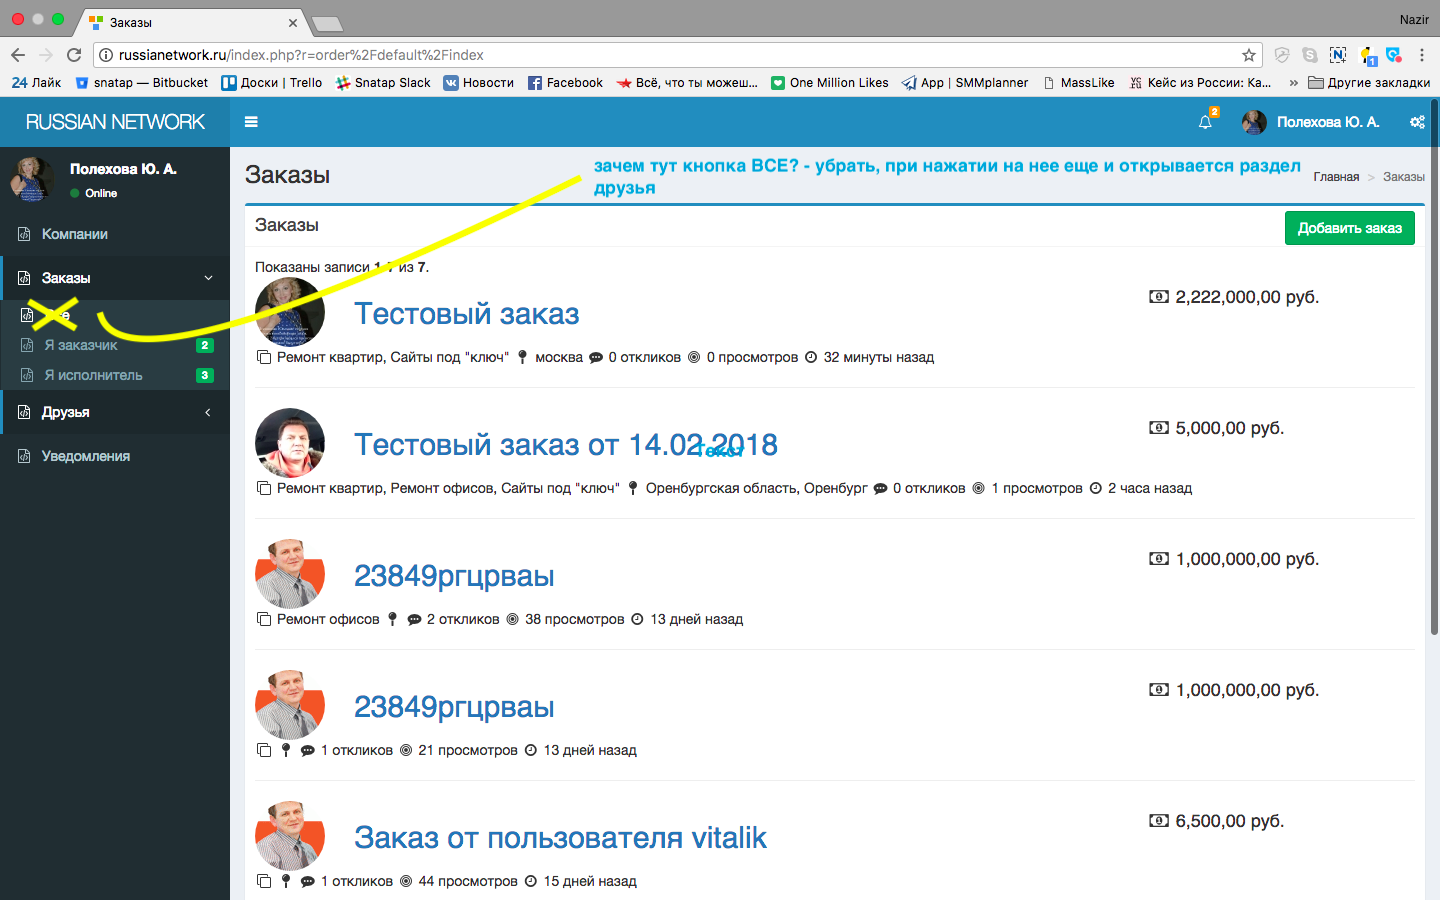 Заказы
Nazir
russianetwork.ru/index.php?r=order%2Fdefault%2Findex
24 Лайк
snatap — Bitbucket
Доски | Trello
Snatap Slack
Новости
Facebook
Всё, что ты можеш...
One Million Likes
App | SMMplanner
MassLike
Кейс из России: Ка...
»
Другие закладки
RUSSIAN NETWORK
2
Полехова Ю. А.
Полехова Ю. А.
Online
Компании
Заказы
Я заказчик 2
Я исполнитель 3
Друзья
Уведомления
Заказы
зачем тут кнопка ВСЕ? - убрать, при нажатии на нее еще и открывается раздел
друзья
Главная > Заказы
Заказы
Добавить заказ
Показаны записи 1-7 из 7.
Тестовый заказ
2,222,000,00 руб.
Ремонт квартир, Сайты под "ключ" москва 0 откликов 0 просмотров 32 минуты назад
Тестовый заказ от 14.02.2018
Текст
5,000,00 руб.
Ремонт квартир, Ремонт офисов, Сайты под "ключ" Оренбургская область, Оренбург 0 откликов 1 просмотров 2 часа назад
23849ргцрваы
1,000,000,00 руб.
Ремонт офисов 2 откликов 38 просмотров 13 дней назад
23849ргцрваы
1,000,000,00 руб.
1 откликов 21 просмотров 13 дней назад
Заказ от пользователя vitalik
6,500,00 руб.
1 откликов 44 просмотров 15 дней назад